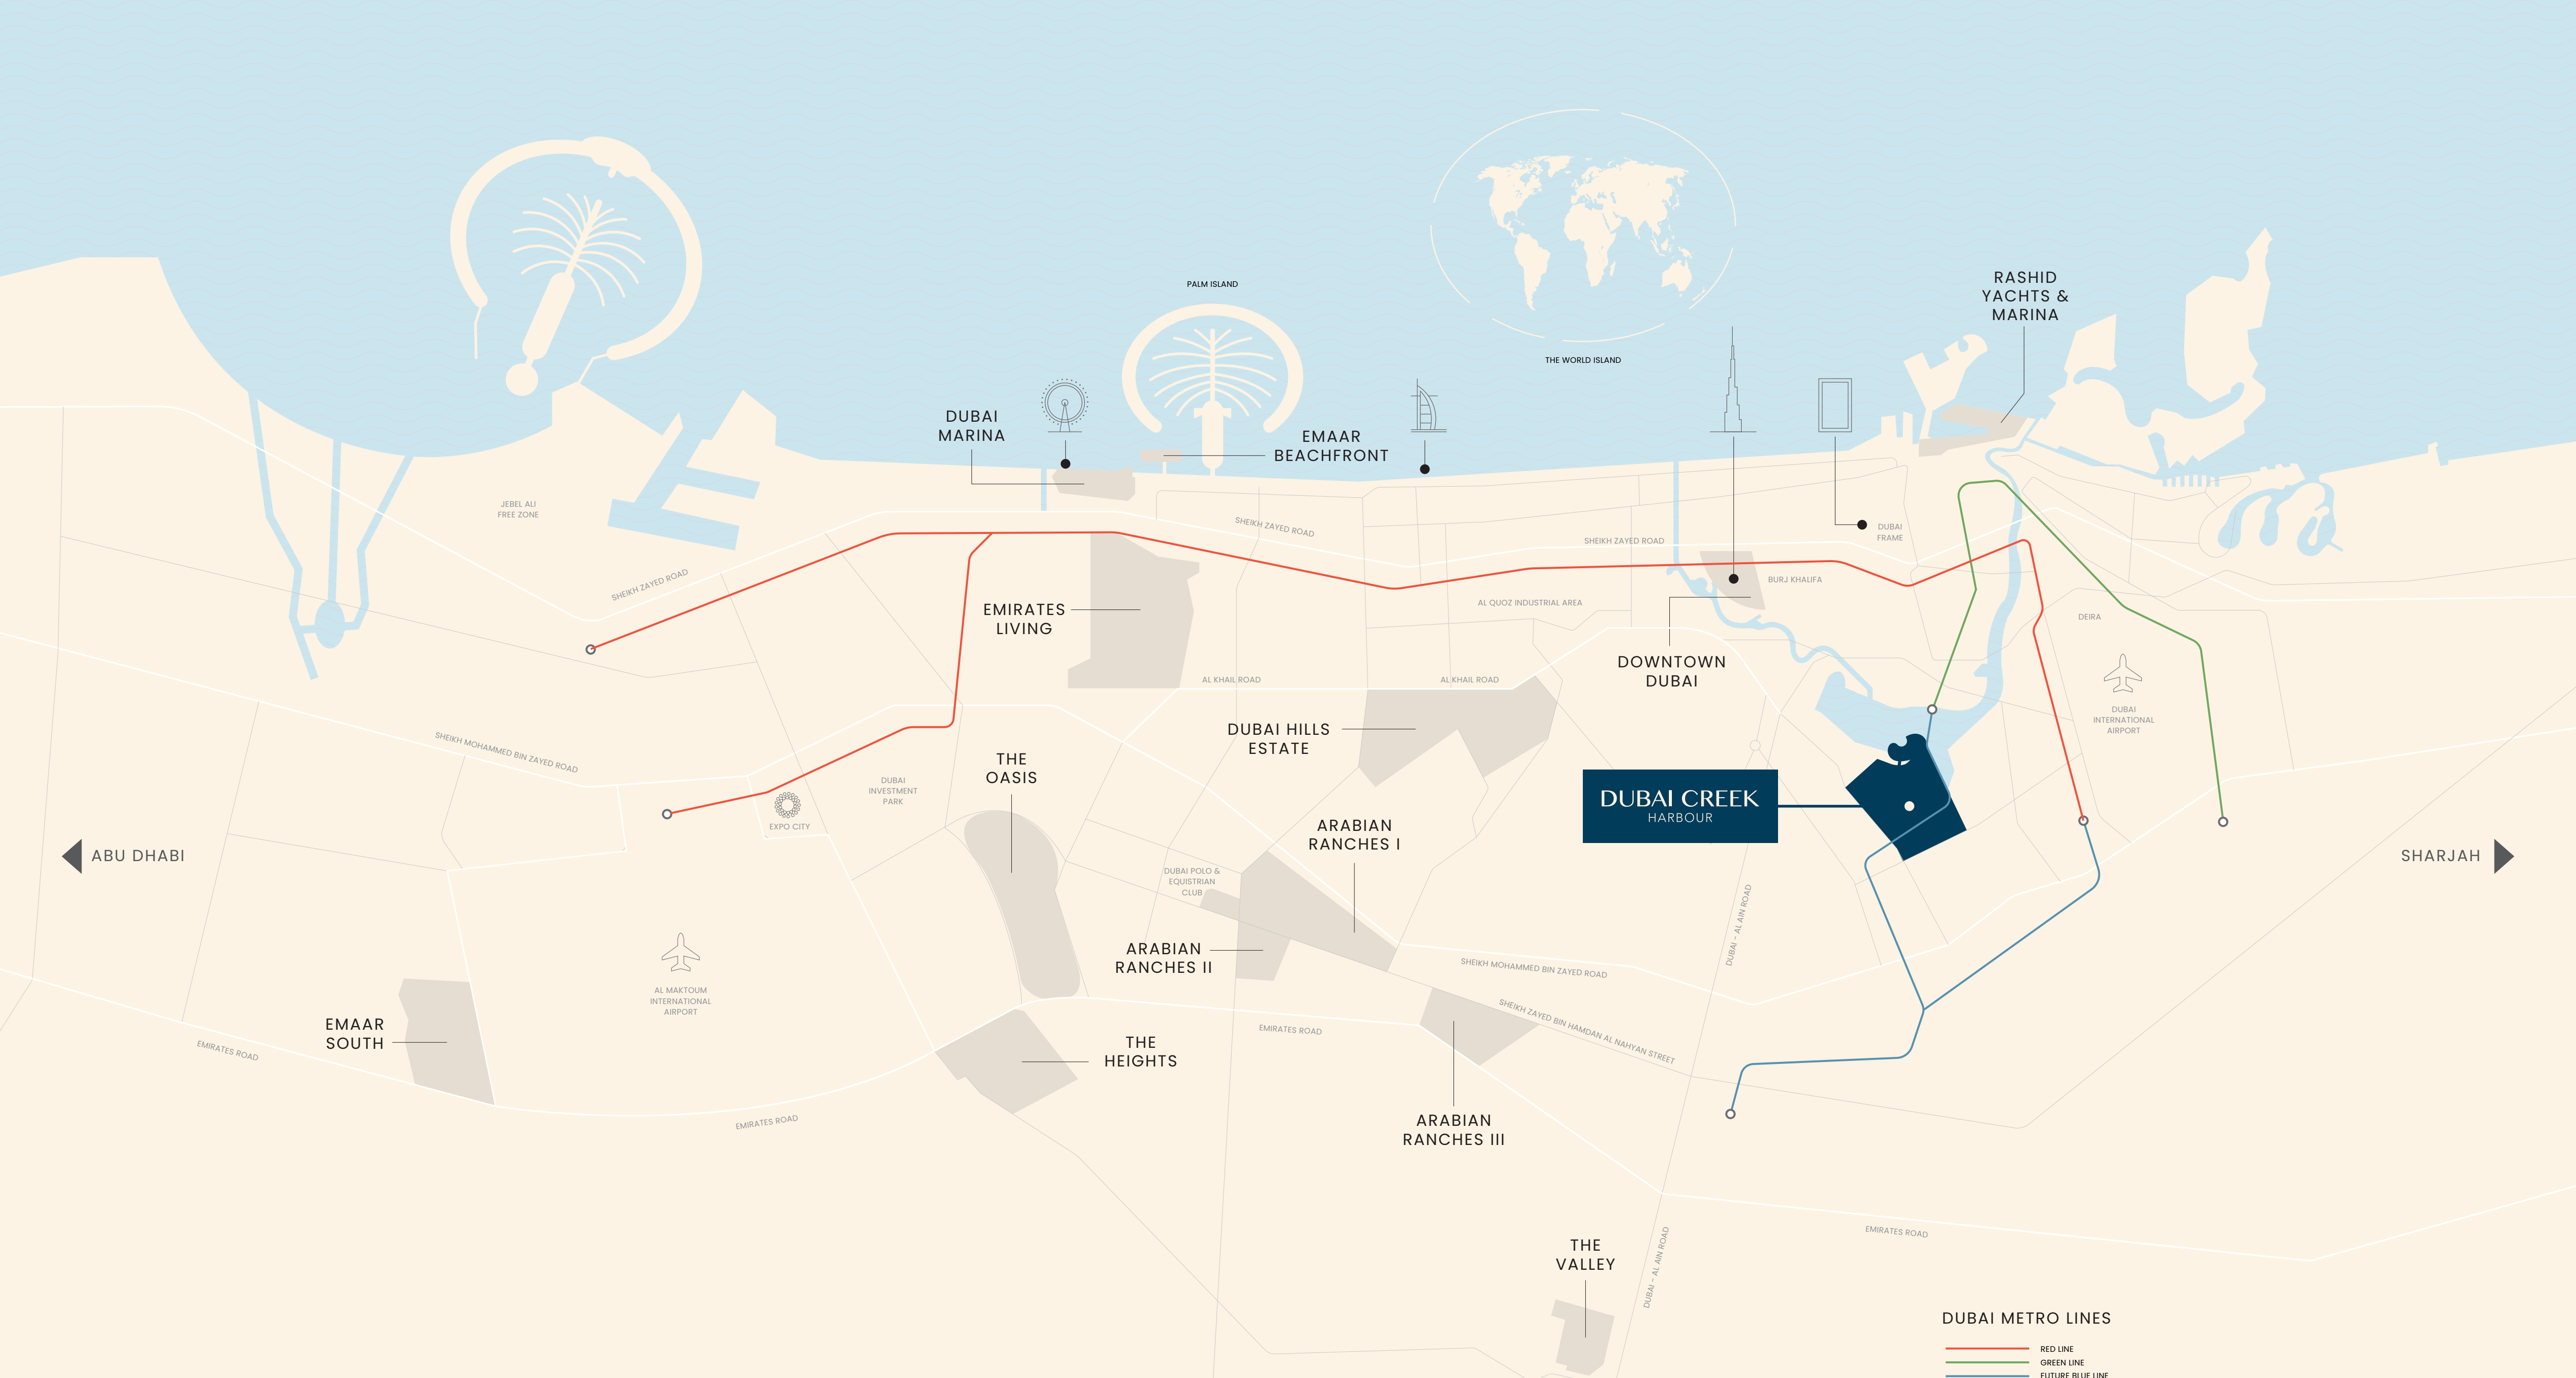 PALM ISLAND
THE WORLD ISLAND
RASHID
YACHTS &
MARINA
DUBAI
MARINA
EMAAR
BEACHFRONT
JEBEL ALI
FREE ZONE
SHEIKH ZAYED ROAD
SHEIKH ZAYED ROAD
SHEIKH ZAYED ROAD
DUBAI
FRAME
BURJ KHALIFA
AL QUOZ INDUSTRIAL AREA
EMIRATES
LIVING
DEIRA
DOWNTOWN
DUBAI
AL KHAIL ROAD
AL KHAIL ROAD
DUBAI
INTERNATIONAL
AIRPORT
DUBAI HILLS
ESTATE
SHEIKH MOHAMMED BIN ZAYED ROAD
THE
OASIS
DUBAI
INVESTMENT
PARK
EXPO CITY
DUBAI CREEK
HARBOUR
ARABIAN
RANCHES I
ABU DHABI
SHARJAH
DUBAI POLO &
EQUISTRIAN
CLUB
DUBAI - AL AIN ROAD
ARABIAN
RANCHES II
SHEIKH MOHAMMED BIN ZAYED ROAD
AL MAKTOUM
INTERNATIONAL
AIRPORT
SHEIKH ZAYED BIN HAMDAN AL NAHYAN STREET
EMAAR
SOUTH
EMIRATES ROAD
EMIRATES ROAD
THE
HEIGHTS
EMIRATES ROAD
ARABIAN
RANCHES III
EMIRATES ROAD
THE
VALLEY
DUBAI - AL AIN ROAD
DUBAI METRO LINES
RED LINE
GREEN LINE
FUTURE BLUE LINE